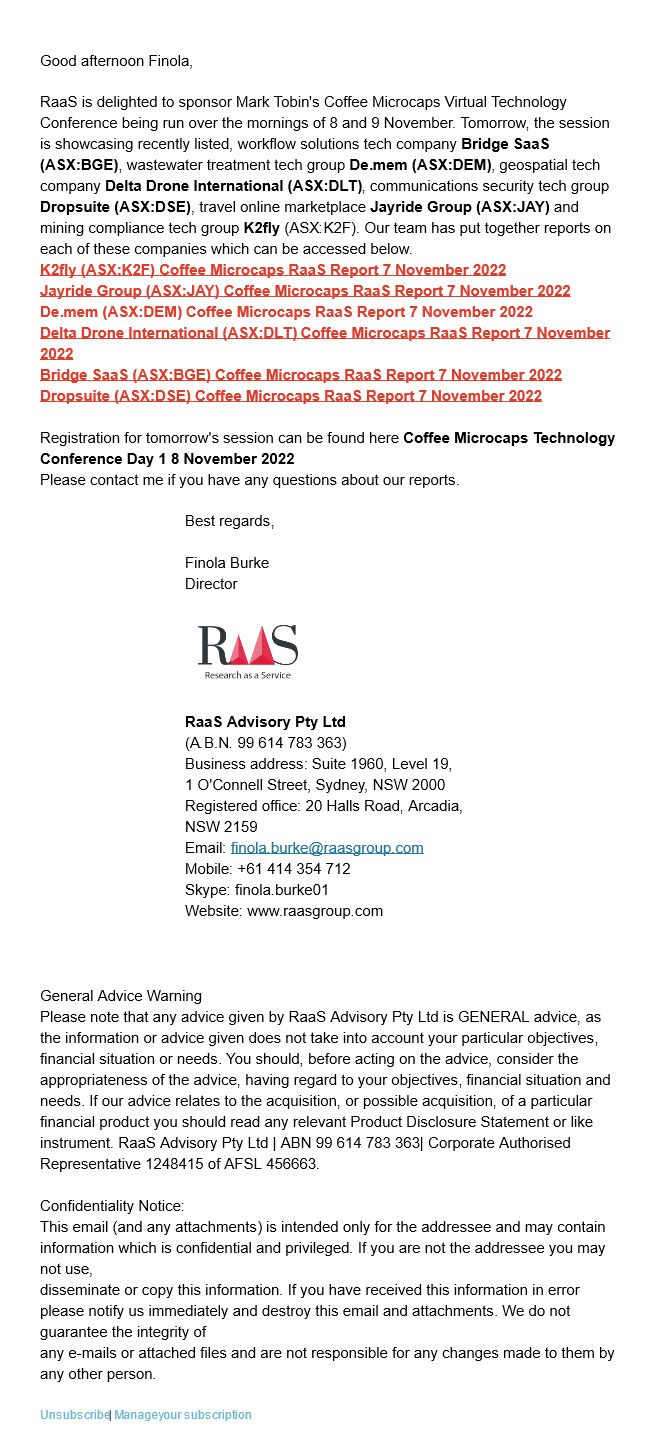 Good afternoon Finola,
RaaS is delighted to sponsor Mark Tobin's Coffee Microcaps Virtual Technology
Conference being run over the mornings of 8 and 9 November. Tomorrow, the session
is showcasing recently listed, workflow solutions tech company Bridge SaaS
(ASX:BGE), wastewater treatment tech group De.mem (ASX:DEM), geospatial tech
company Delta Drone International (ASX:DLT), communications security tech group
Dropsuite (ASX:DSE), travel online marketplace Jayride Group (ASX:JAY) and
mining compliance tech group K2fly (ASX:K2F). Our team has put together reports on
each of these companies which can be accessed below.
K2fly (ASX:K2F) Coffee Microcaps RaaS Report 7 November 2022
Jayride Group (ASX:JAY) Coffee Microcaps RaaS Report 7 November 2022
De.mem (ASX:DEM) Coffee Microcaps RaaS Report 7 November 2022
Delta Drone International (ASX:DLT) Coffee Microcaps RaaS Report 7 November
2022
Bridge SaaS (ASX:BGE) Coffee Microcaps RaaS Report 7 November 2022
Dropsuite (ASX:DSE) Coffee Microcaps RaaS Report 7 November 2022
Registration for tomorrow's session can be found here Coffee Microcaps Technology
Conference Day 1 8 November 2022
Please contact me if you have any questions about our reports.
Best regards,
Finola Burke
Director
RAAS
Research as a Service
RaaS Advisory Pty Ltd
(A.B.N. 99 614 783 363)
Business address: Suite 1960, Level 19,
1 O'Connell Street, Sydney, NSW 2000
Registered office: 20 Halls Road, Arcadia,
NSW 2159
Email: finola.burke@raasgroup.com
Mobile: +61 414 354 712
Skype: finola.burke01
Website: www.raasgroup.com
General Advice Warning
Please note that any advice given by RaaS Advisory Pty Ltd is GENERAL advice, as
the information or advice given does not take into account your particular objectives,
financial situation or needs. You should, before acting on the advice, consider the
appropriateness of the advice, having regard to your objectives, financial situation and
needs. If our advice relates to the acquisition, or possible acquisition, of a particular
financial product you should read any relevant Product Disclosure Statement or like
instrument. RaaS Advisory Pty Ltd | ABN 99 614 783 363| Corporate Authorised
Representative 1248415 of AFSL 456663.
Confidentiality Notice:
This email (and any attachments) is intended only for the addressee and may contain
information which is confidential and privileged. If you are not the addressee you may
not use,
disseminate or copy this information. If you have received this information in error
please notify us immediately and destroy this email and attachments. We do not
guarantee the integrity of
any e-mails or attached files and are not responsible for any changes made to them by
any other person.
Unsubscribe| Manageyour subscription